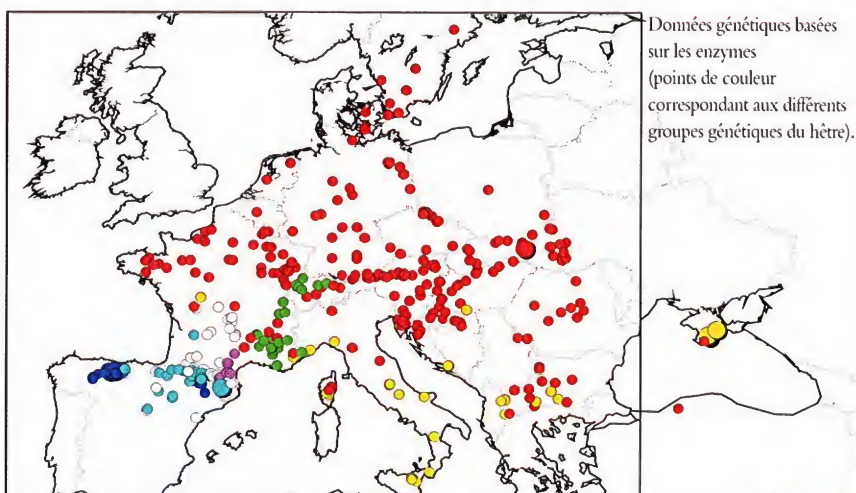 Données génétiques basées
sur les enzymes
(points de couleur
correspondant aux différents
groupes génétiques du hêtre).